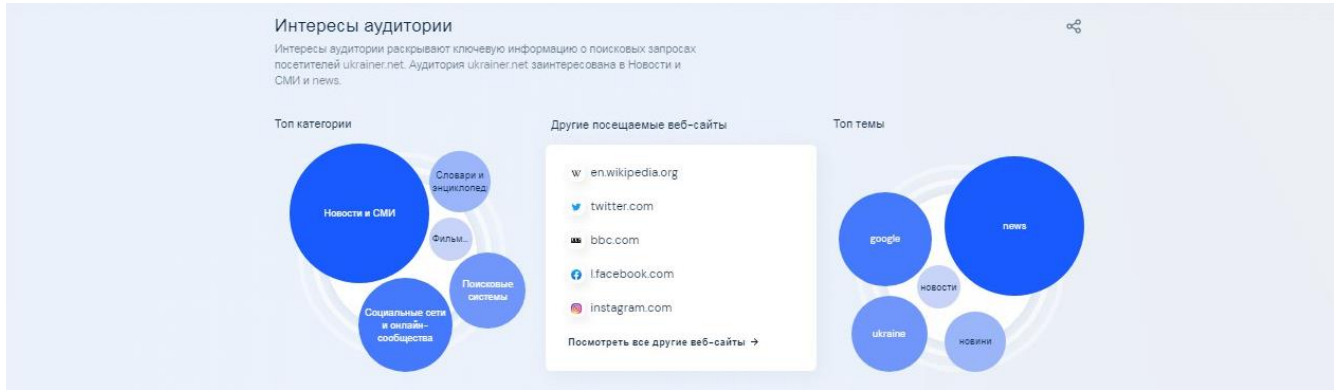 Интересы аудитории
Интересы аудитории раскрывают ключевую информацию о поисковых запросах
посетителей ukrainer.net. Аудитория ukrainer.net заинтересована в Новости и
СМИ и news.
Топ категории
Новости и СМИ
Словари и
энциклопед
Фильм...
Поисковые
системы
Социальные сети
и онлайн-
сообщества
Другие посещаемые веб-сайты
W en.wikipedia.org
twitter.com
BBC bbc.com
l.facebook.com
instagram.com
Посмотреть все другие веб-сайты →
Топ темы
news
google
новости
ukraine
новини